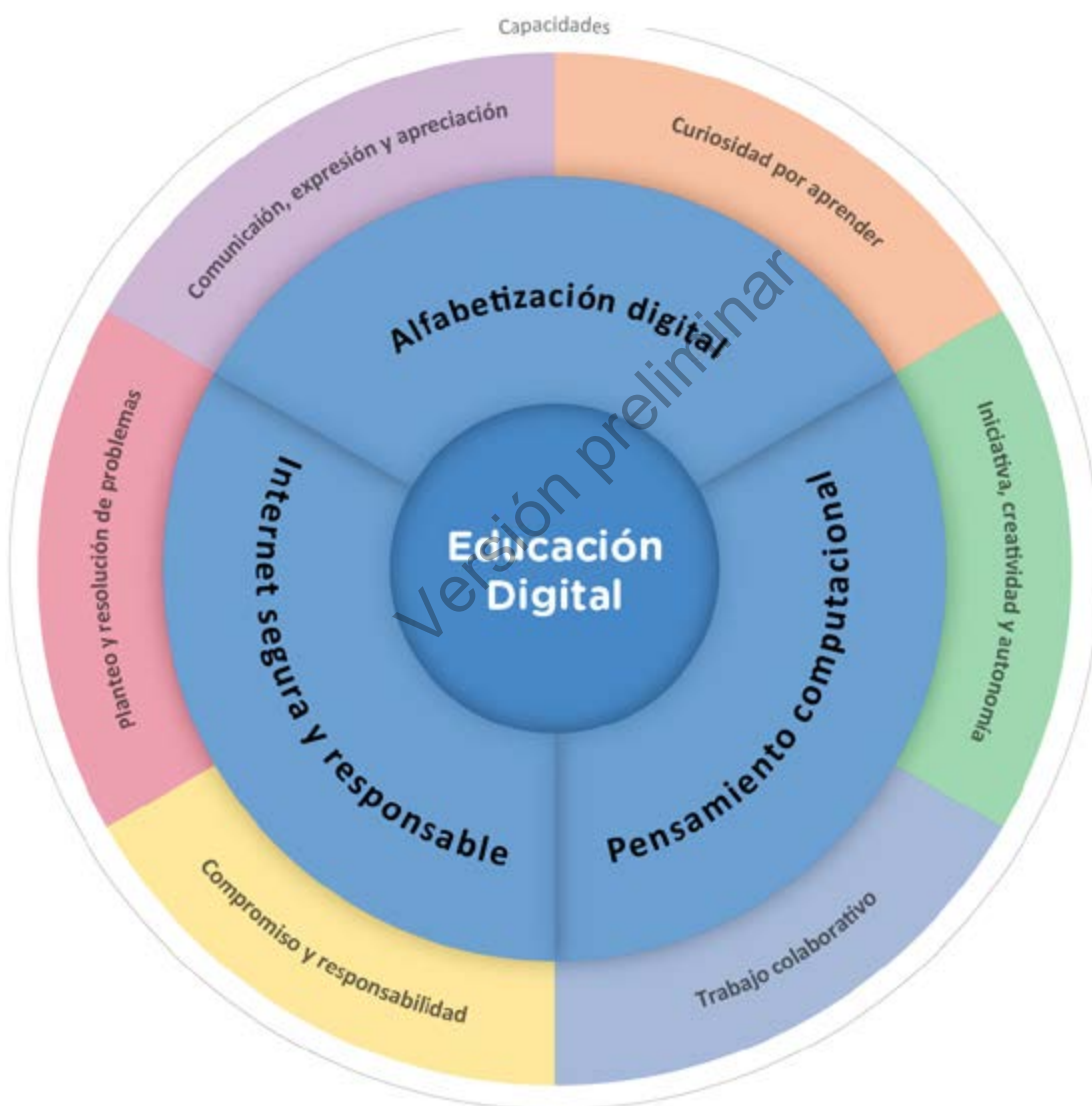 Capacidades
Comunicaión, expresión y apreciación
Curiosidad por aprender
Alfabetización digital
Iniciativa, creatividad y autonomía
Planteo y resolución de problemas
Internet segura y responsable
Educación
Digital
Pensamiento computacional
Compromiso y responsabilidad
Trabajo colaborativo
Versión preliminar